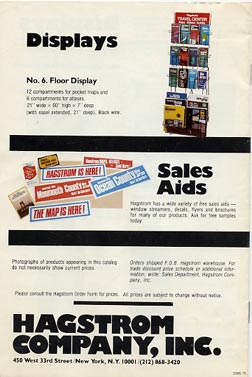 Displays
HAGSTROM
TRAVEL CENTER
No. 6. Floor Display
12 compartments for pocket maps and
6 compartments for atlases.
21" wide × 60" high × 7" deep
(with easel extended, 21" deep). Black wire.
HAGSTROM IS HERE!
Monmouth County
Ocean County
THE MAP IS HERE!
Sales
Aids
Hagstrom has a wide variety of free sales aids —
window streamers, decals, flyers and brochures
for many of our products. Ask for free samples
today.
Photographs of products appearing in this catalog
do not necessarily show current prices.
Orders shipped F.O.B. Hagstrom warehouse. For
trade discount price schedule or additional infor-
mation, write: Sales Department, Hagstrom Com-
pany, Inc.
Please consult the Hagstrom Order Form for prices. All prices are subject to change without notice.
HAGSTROM
COMPANY, INC.
450 West 33rd Street/New York, N.Y. 10001/(212) 868-3420